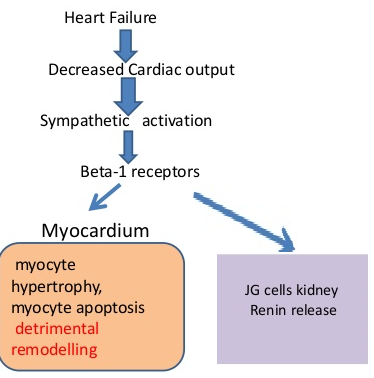 Heart Failure
Decreased Cardiac output
Sympathetic activation
Beta-1 receptors
Myocardium
myocyte
hypertrophy,
myocyte apoptosis
detrimental
remodelling
JG cells kidney
Renin release